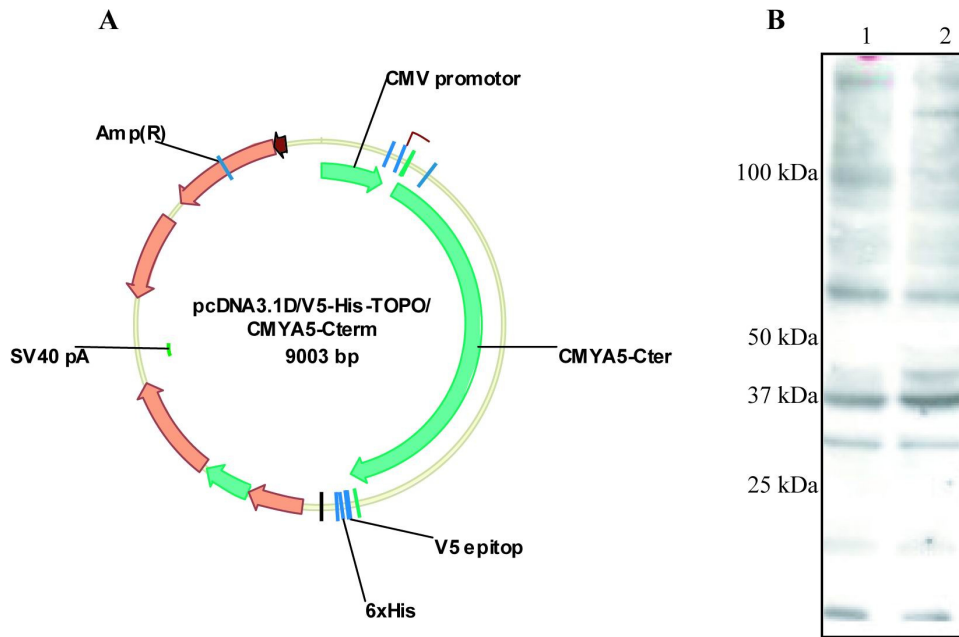 A
CMV promotor
Amp(R)
pcDNA3.1D/V5-His-TOPO/
CMYA5-Cterm
9003 bp
SV40 pA
CMYA5-Cter
V5 epitop
6xHis
B
1 2
100 kDa
50 kDa
37 kDa
25 kDa